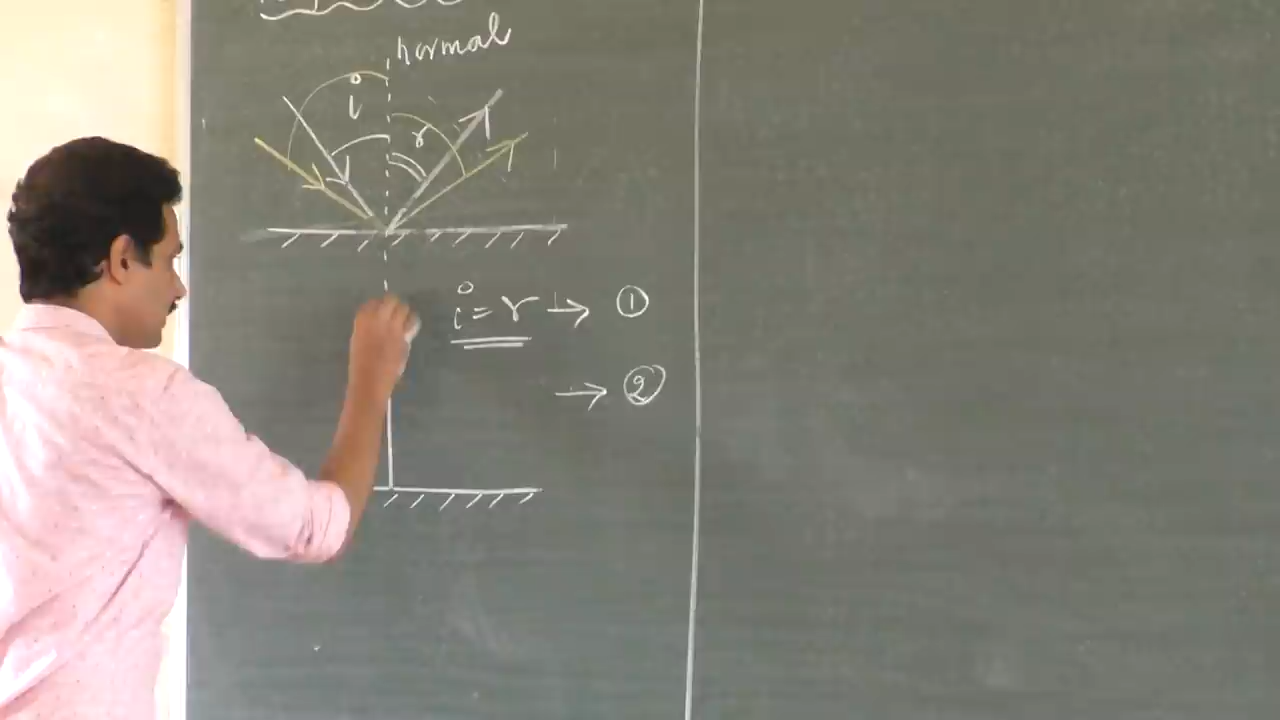 normal
i r
i = r → ①
→ ②